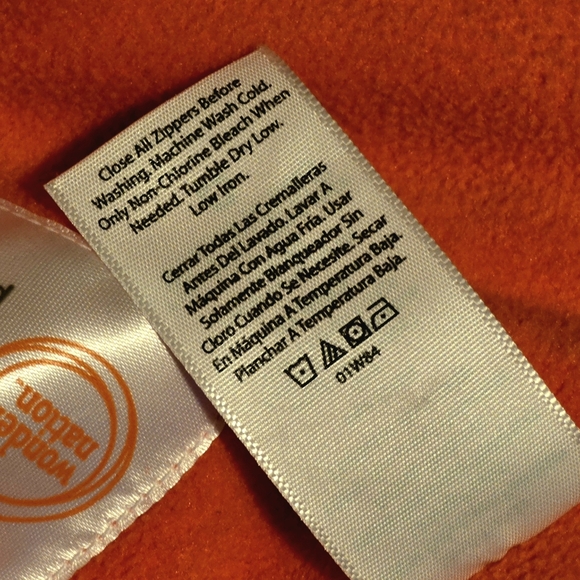 Close All Zippers Before
Washing. Machine Wash Cold.
Only Non-Chlorine Bleach When
Needed. Tumble Dry Low.
Low Iron.
Cerrar Todas Las Cremalleras
Antes Del Lavado. Lavar A
Máquina Con Agua Fría. Usar
Solamente Blanqueador Sin
Cloro Cuando Se Necesite. Secar
En Máquina A Temperatura Baja.
Planchar A Temperatura Baja.
01W84
nation.